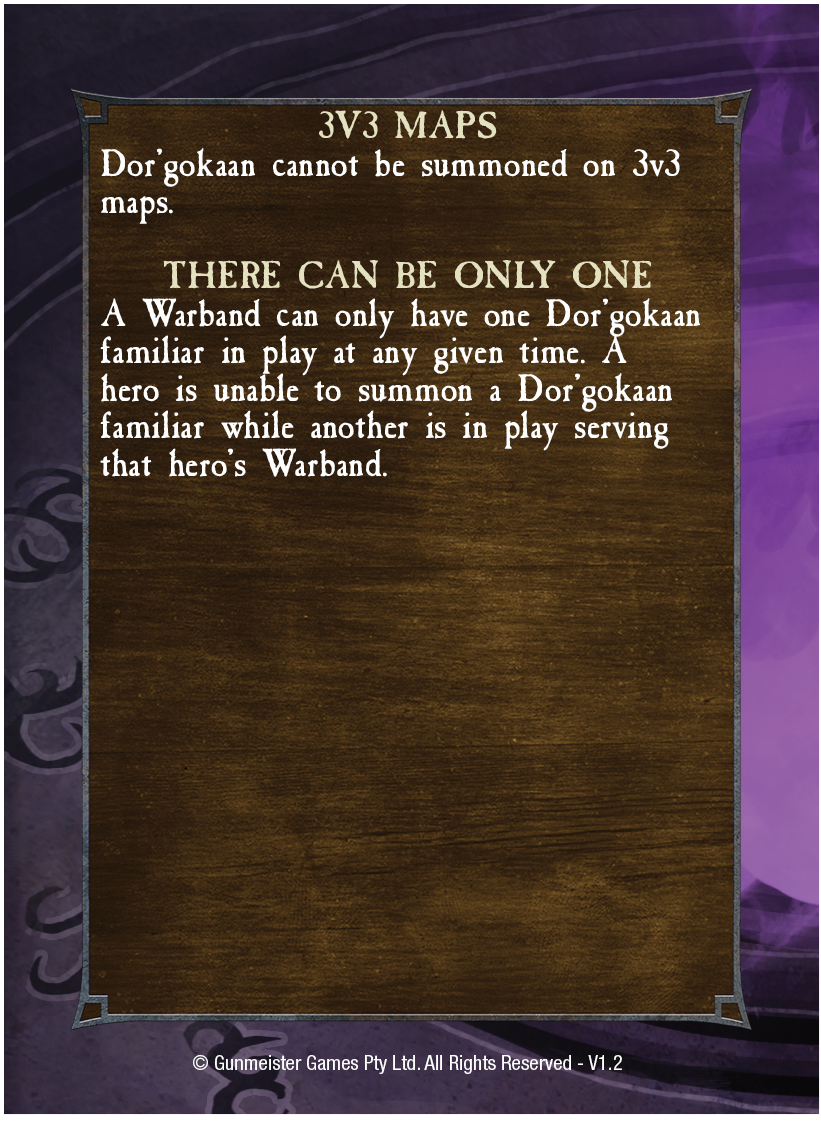 3V3 MAPS
Dor'gokaan cannot be summoned on 3v3
maps.
THERE CAN BE ONLY ONE
A Warband can only have one Dor'gokaan
familiar in play at any given time. A
hero is unable to summon a Dor'gokaan
familiar while another is in play serving
that hero's Warband.
© Gunmeister Games Pty Ltd. All Rights Reserved - V1.2